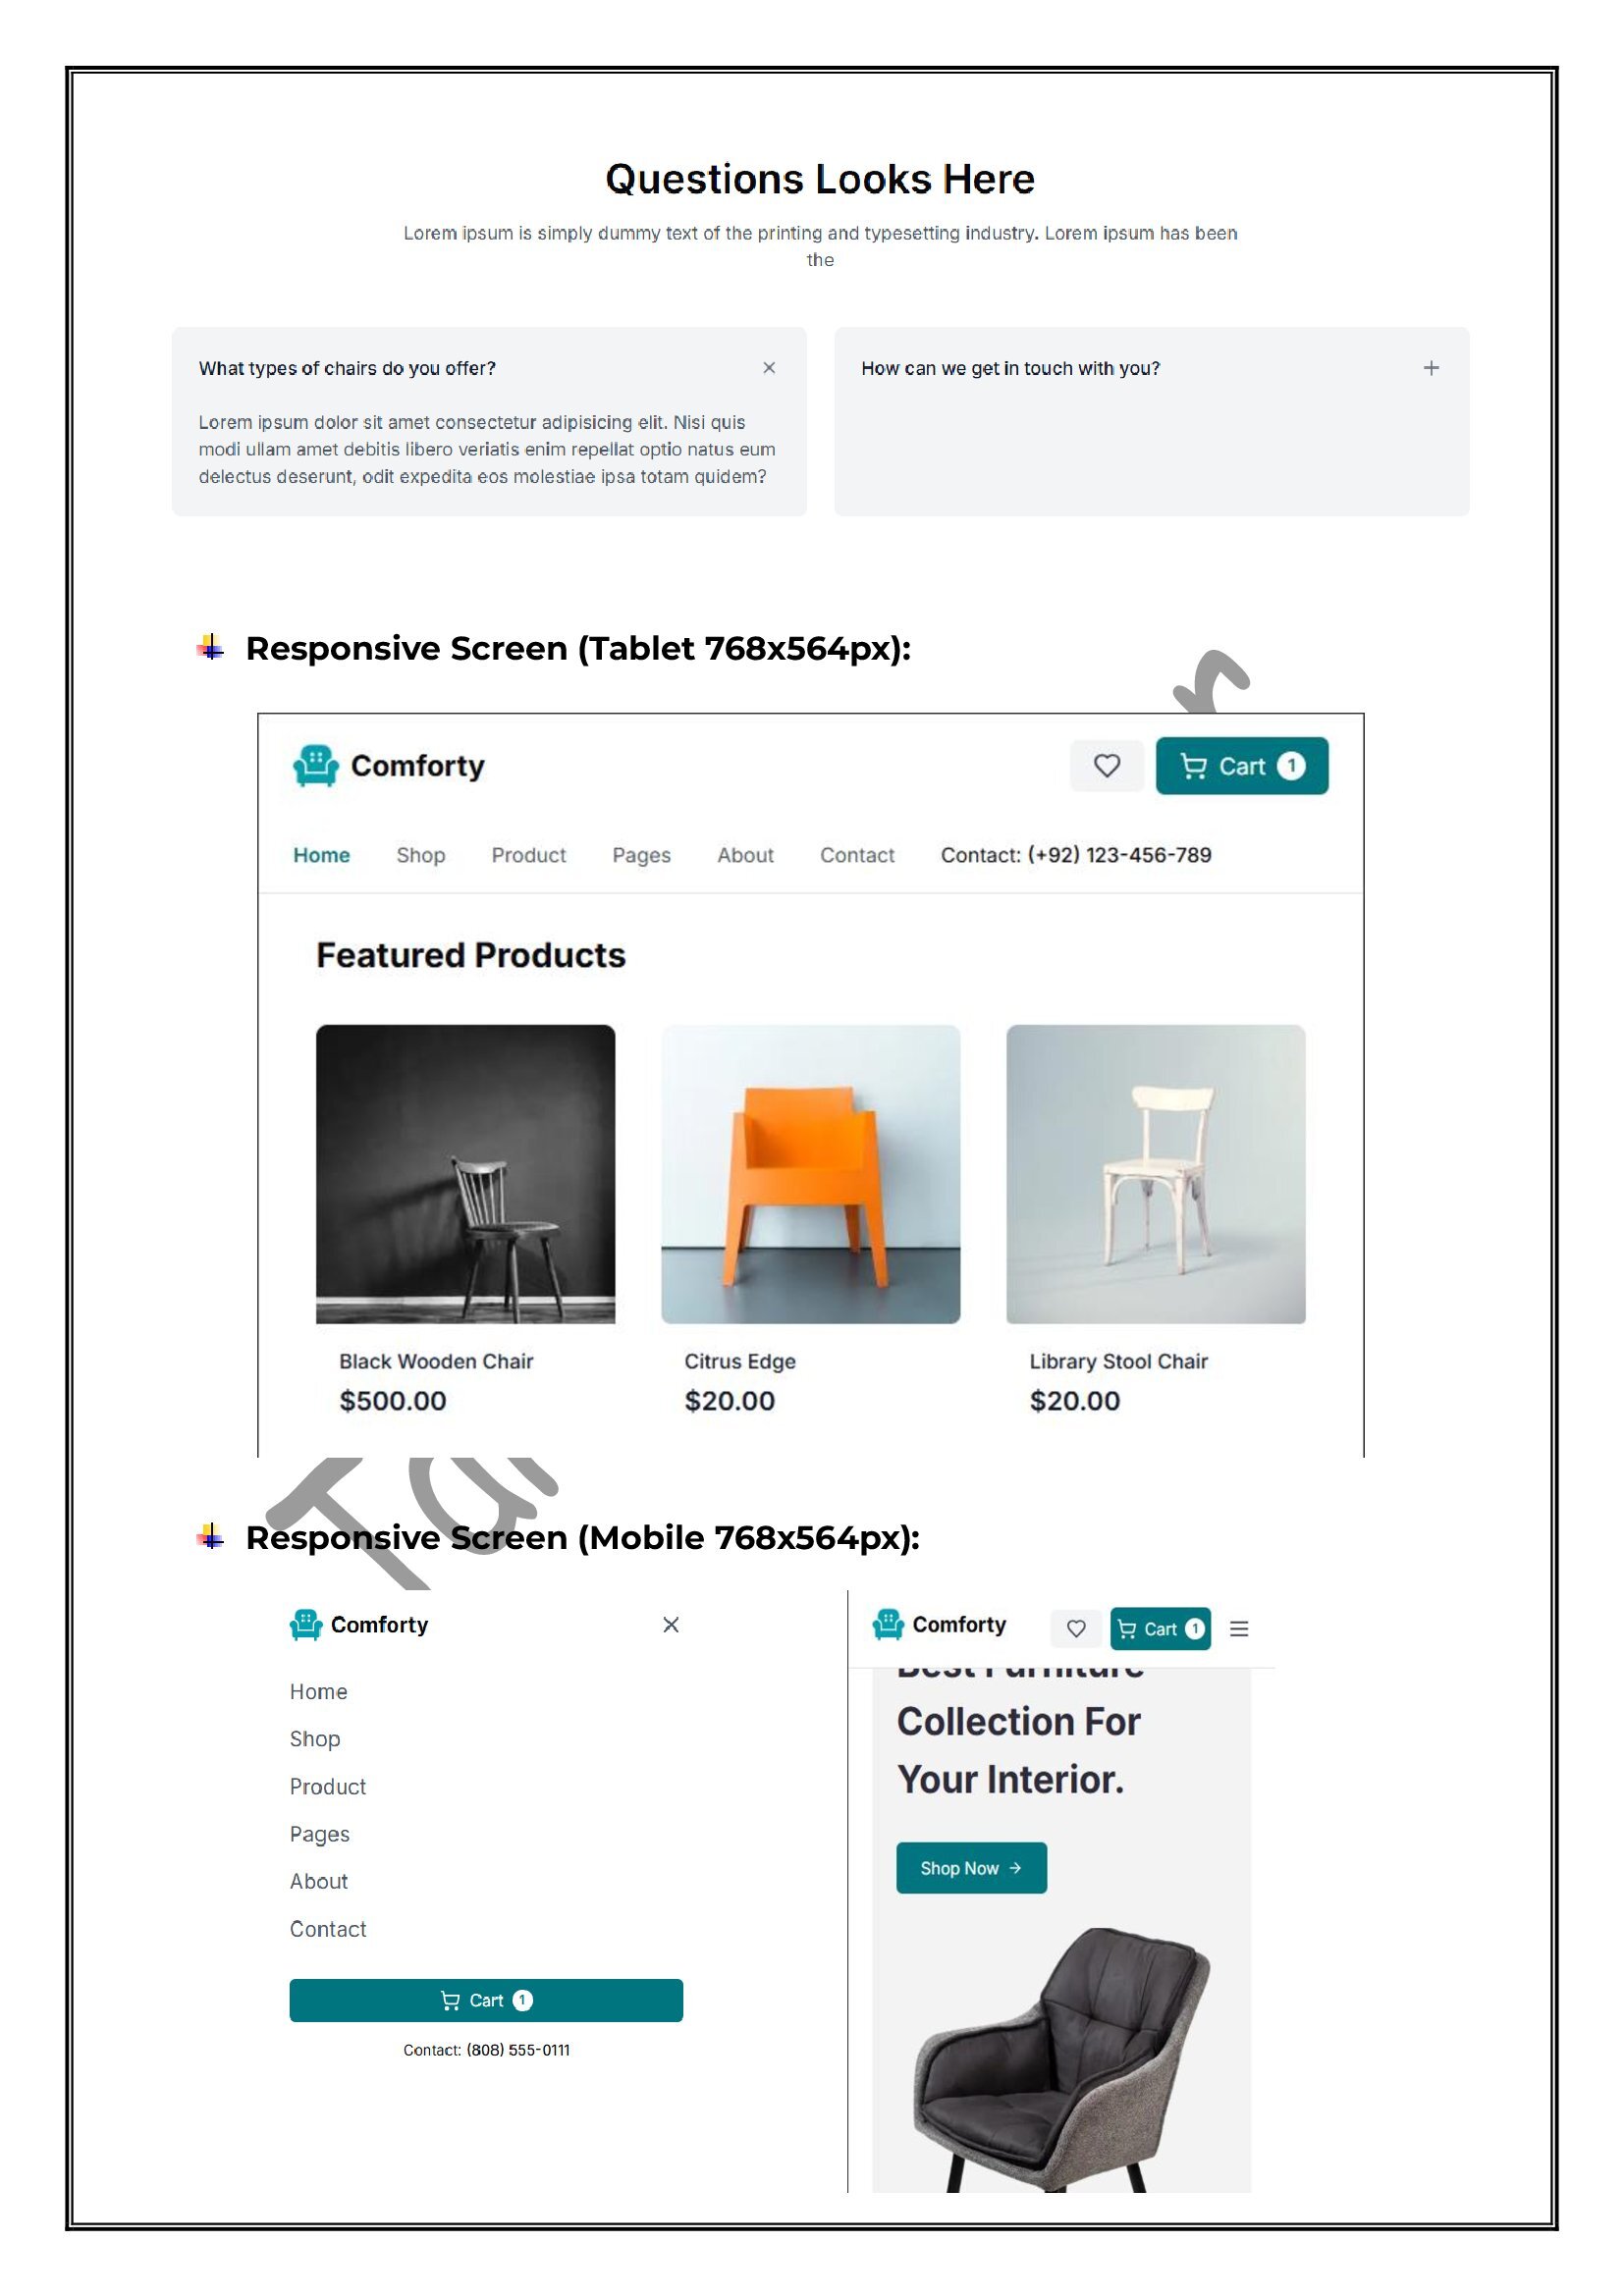 Questions Looks Here
Lorem ipsum is simply dummy text of the printing and typesetting industry. Lorem ipsum has been
the
What types of chairs do you offer?
Lorem ipsum dolor sit amet consectetur adipisicing elit. Nisi quis
modi ullam amet debitis libero veriatis enim repellat optio natus eum
delectus deserunt, odit expedita eos molestiae ipsa totam quidem?
How can we get in touch with you?
Responsive Screen (Tablet 768x564px):
Comforty
Cart 1
Home Shop Product Pages About Contact Contact: (+92) 123-456-789
Featured Products
Black Wooden Chair
$500.00
Citrus Edge
$20.00
Library Stool Chair
$20.00
Responsive Screen (Mobile 768x564px):
Comforty
Home
Shop
Product
Pages
About
Contact
Cart 1
Contact: (808) 555-0111
Comforty
Cart 1
Best Furniture
Collection For
Your Interior.
Shop Now